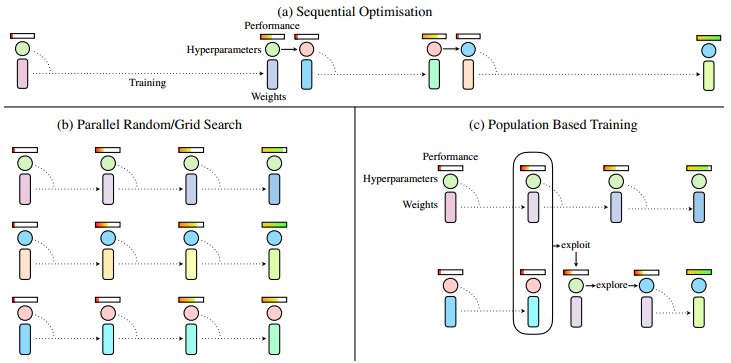 (a) Sequential Optimisation
Performance
Hyperparameters
Training
Weights
(b) Parallel Random/Grid Search
(c) Population Based Training
Performance
Hyperparameters
Weights
exploit
explore